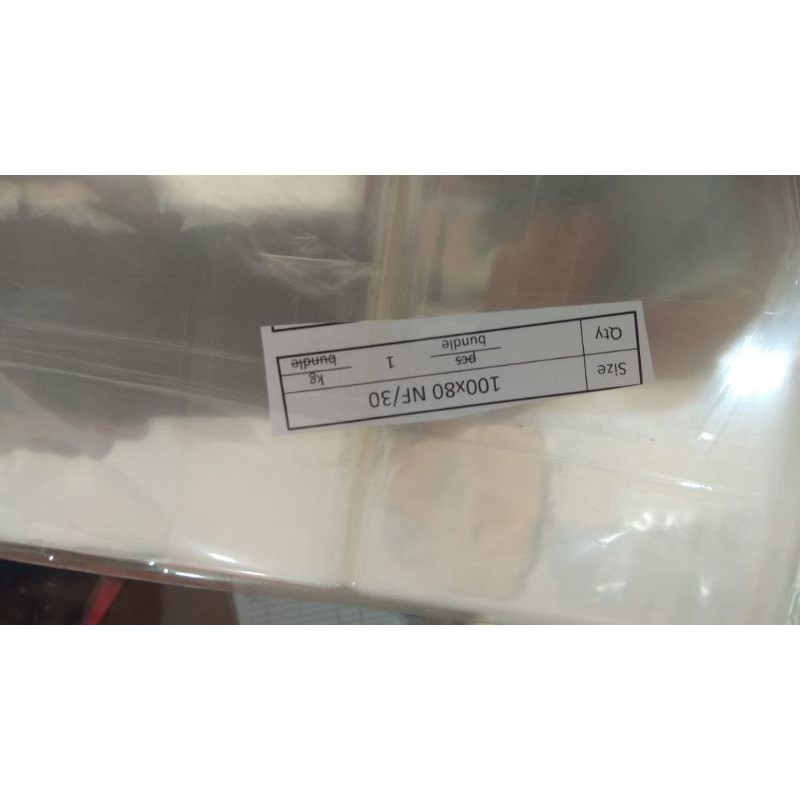 Size 100x80 NF/30
Qty pcs 1 kg
bundle bundle